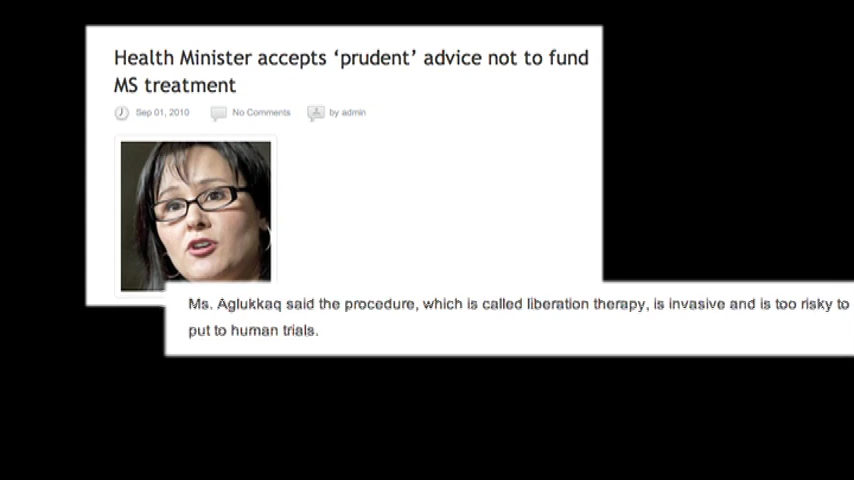 Health Minister accepts ‘prudent’ advice not to fund
MS treatment
Sep 01, 2010 No Comments by admin
Ms. Aglukkaq said the procedure, which is called liberation therapy, is invasive and is too risky to
put to human trials.